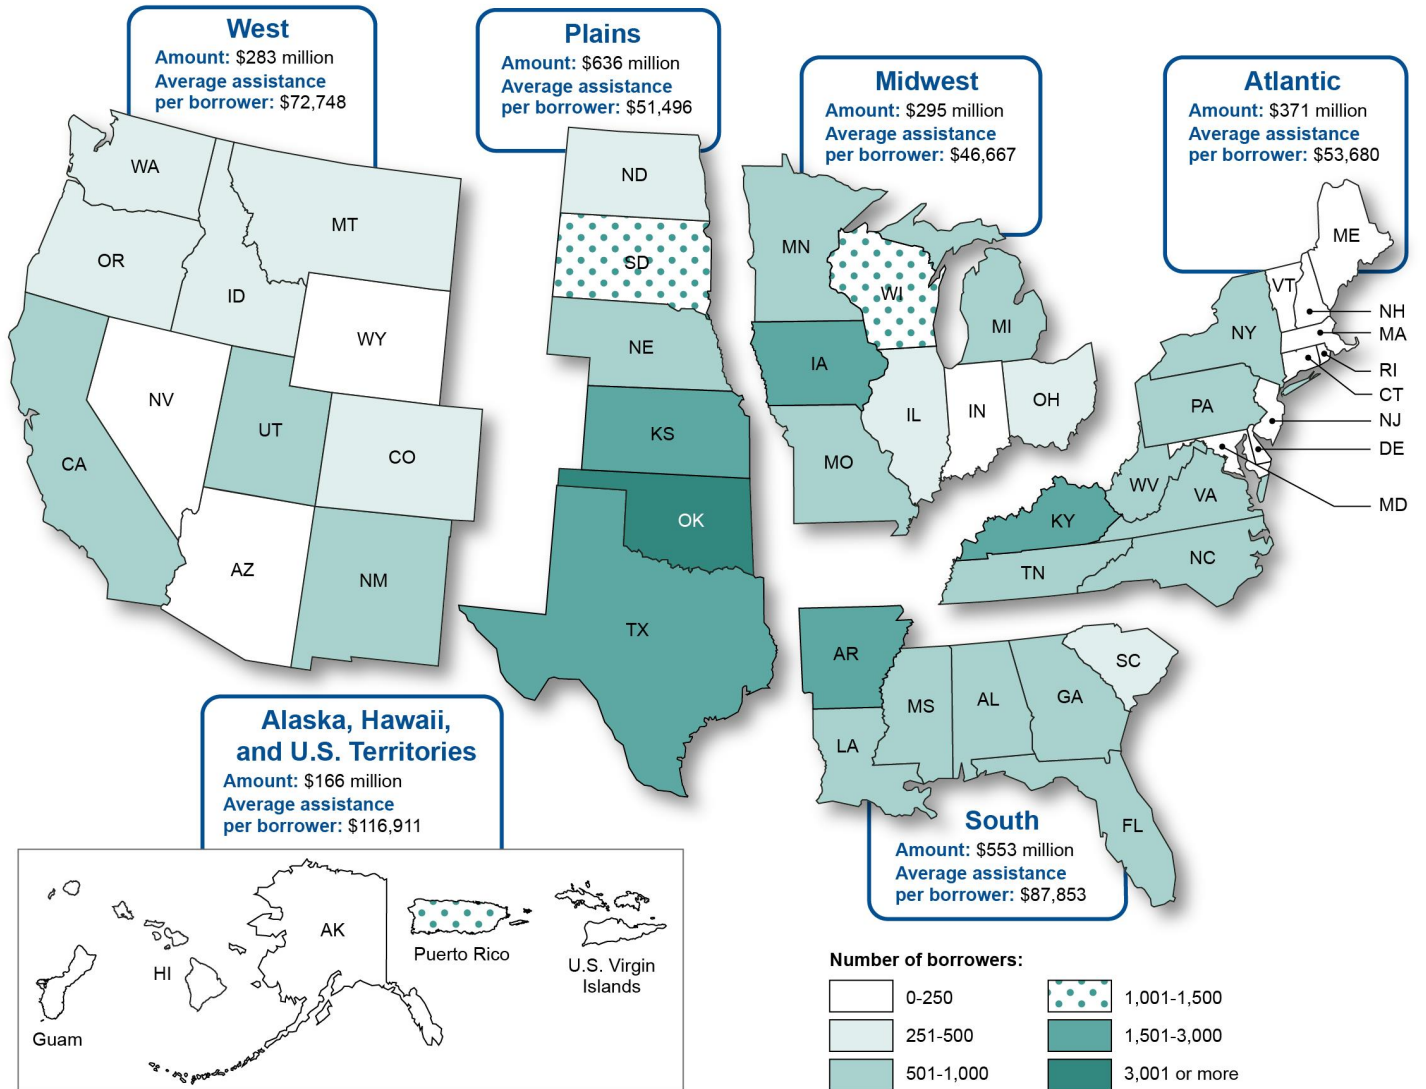 West
Amount: $283 million
Average assistance
per borrower: $72,748
Plains
Amount: $636 million
Average assistance
per borrower: $51,496
Midwest
Amount: $295 million
Average assistance
per borrower: $46,667
Atlantic
Amount: $371 million
Average assistance
per borrower: $53,680
WA
MT
OR
ID
WY
NV
UT
CO
CA
AZ
NM
ND
SD
NE
KS
OK
TX
MN
WI
MI
IA
IL
IN
OH
MO
ME
VT
NH
MA
NY
RI
CT
PA
NJ
DE
MD
WV
VA
KY
NC
TN
AR
SC
MS
AL
GA
LA
FL
Alaska, Hawaii,
and U.S. Territories
Amount: $166 million
Average assistance
per borrower: $116,911
South
Amount: $553 million
Average assistance
per borrower: $87,853
AK
HI
Guam
Puerto Rico
U.S. Virgin
Islands
Number of borrowers:
0-250
251-500
501-1,000
1,001-1,500
1,501-3,000
3,001 or more